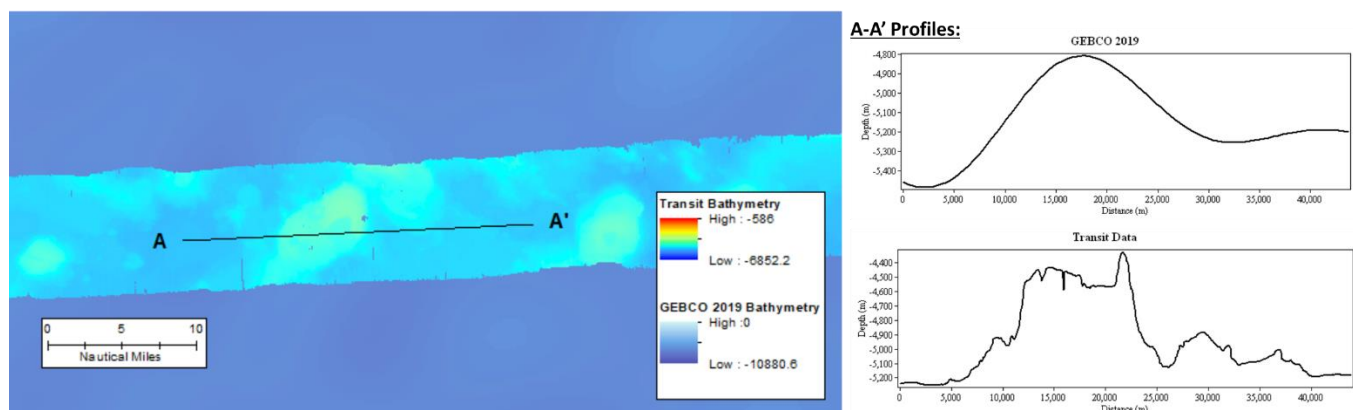 A
A'
Transit Bathymetry
High : -586
Low : -6852.2
GEBCO 2019 Bathymetry
High :0
Low : -10880.6
0 5 10
Nautical Miles
A-A’ Profiles:
GEBCO 2019
-4,800
-4,900
-5,000
-5,100
-5,200
-5,300
-5,400
Depth (m)
0 5,000 10,000 15,000 20,000 25,000 30,000 35,000 40,000
Distance (m)
Transit Data
-4,400
-4,500
-4,600
-4,700
-4,800
-4,900
-5,000
-5,100
-5,200
Depth (m)
0 5,000 10,000 15,000 20,000 25,000 30,000 35,000 40,000
Distance (m)